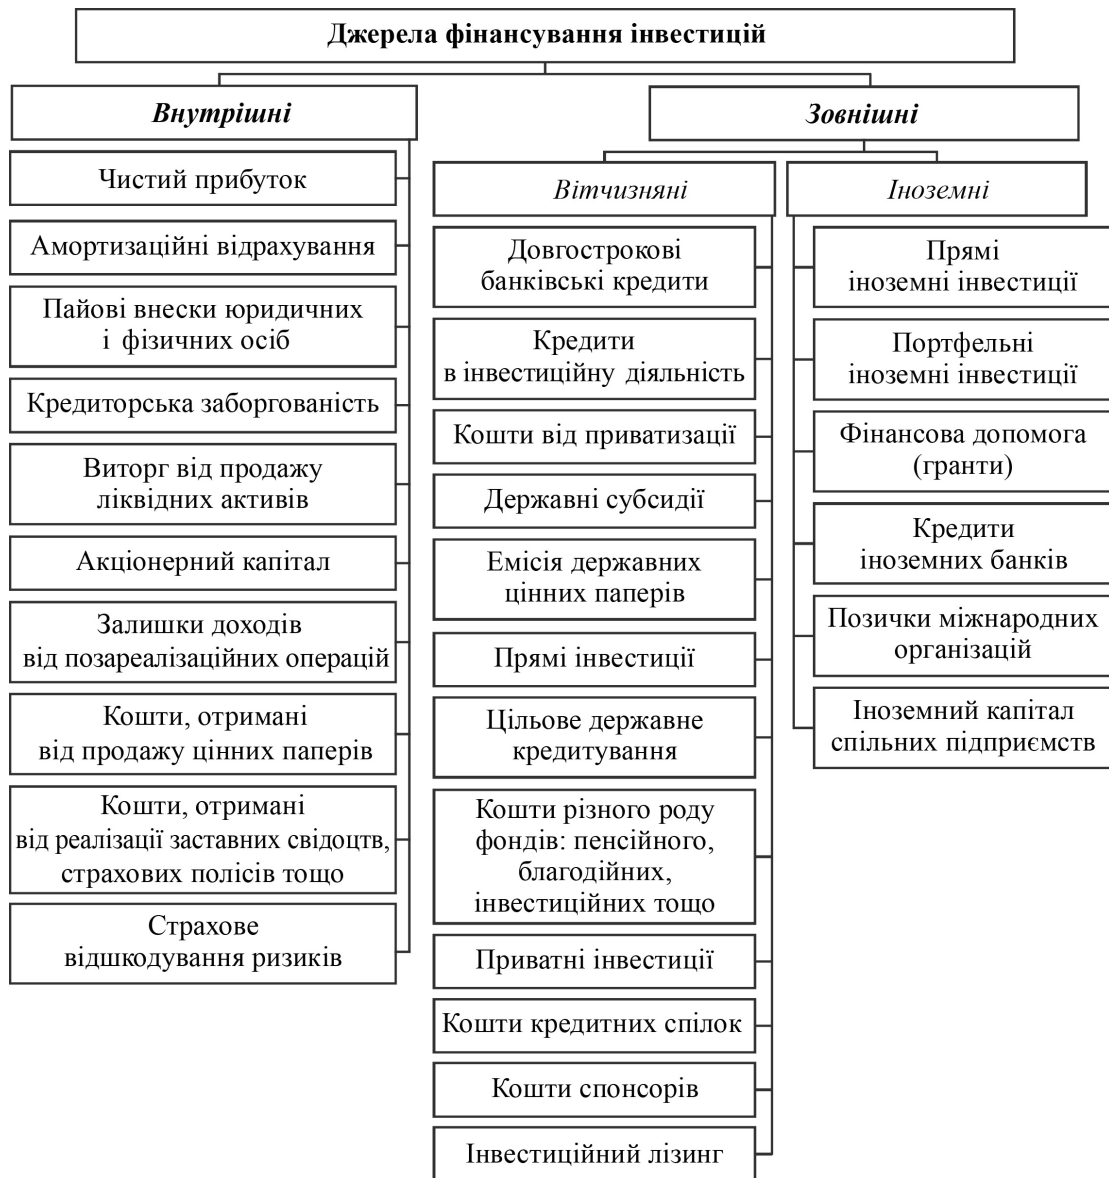 Джерела фінансування інвестицій
Внутрішні
Чистий прибуток
Амортизаційні відрахування
Пайові внески юридичних
і фізичних осіб
Кредиторська заборгованість
Виторг від продажу
ліквідних активів
Акціонерний капітал
Залишки доходів
від позареалізаційних операцій
Кошти, отримані
від продажу цінних паперів
Кошти, отримані
від реалізації заставних свідоцтв,
страхових полісів тощо
Страхове
відшкодування ризиків
Зовнішні
Вітчизняні
Довгострокові
банківські кредити
Кредити
в інвестиційну діяльність
Кошти від приватизації
Державні субсидії
Емісія державних
цінних паперів
Прямі інвестиції
Цільове державне
кредитування
Кошти різного роду
фондів: пенсійного,
благодійних,
інвестиційних тощо
Приватні інвестиції
Кошти кредитних спілок
Кошти спонсорів
Інвестиційний лізинг
Іноземні
Прямі
іноземні інвестиції
Портфельні
іноземні інвестиції
Фінансова допомога
(гранти)
Кредити
іноземних банків
Позички міжнародних
організацій
Іноземний капітал
спільних підприємств